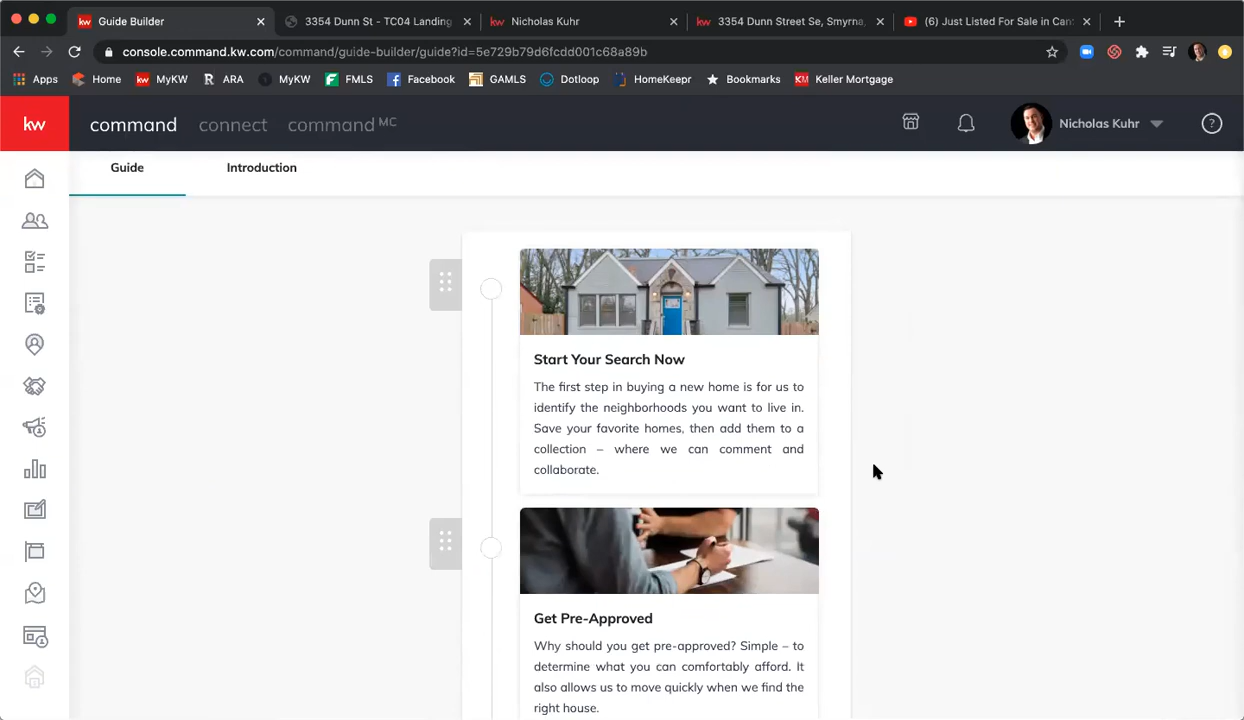 Guide Builder
3354 Dunn St - TC04 Landing
Nicholas Kuhr
3354 Dunn Street Se, Smyrna,
(6) Just Listed For Sale in Can
console.command.kw.com/command/guide-builder/guide?id=5e729b79d6fcdd001c68a89b
Apps Home MyKW ARA MyKW FMLS Facebook GAMLS Dotloop HomeKeepr Bookmarks Keller Mortgage
kw command connect command MC Nicholas Kuhr
Guide Introduction
Start Your Search Now
The first step in buying a new home is for us to
identify the neighborhoods you want to live in.
Save your favorite homes, then add them to a
collection – where we can comment and
collaborate.
Get Pre-Approved
Why should you get pre-approved? Simple – to
determine what you can comfortably afford. It
also allows us to move quickly when we find the
right house.